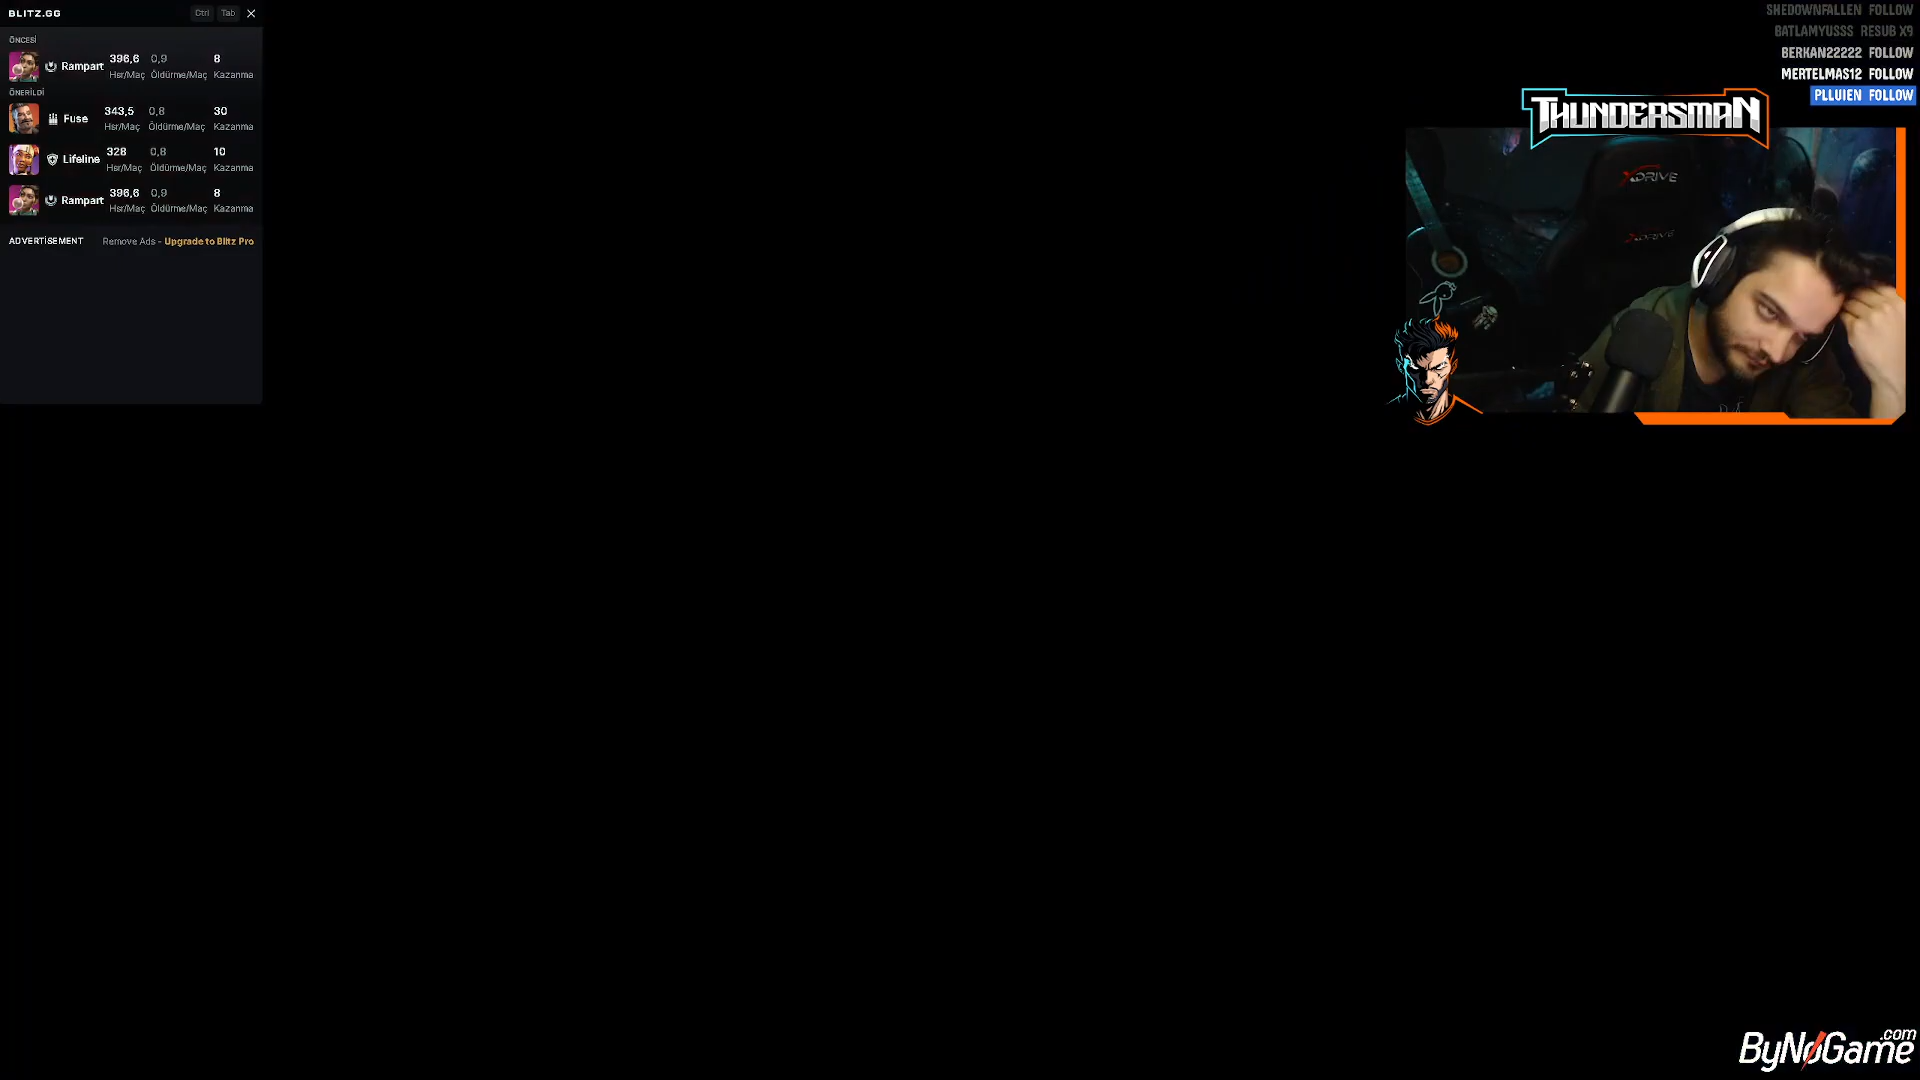 BLITZ.GG Ctrl Tab
ÖNCESİ
Rampart 396,6 0,9 8
Hsr/Maç Öldürme/Maç Kazanma
ÖNERİLDİ
Fuse 343,5 0,8 30
Hsr/Maç Öldürme/Maç Kazanma
Lifeline 328 0,8 10
Hsr/Maç Öldürme/Maç Kazanma
Rampart 396,6 0,9 8
Hsr/Maç Öldürme/Maç Kazanma
ADVERTİSEMENT Remove Ads - Upgrade to Blitz Pro
SHEDOWNFALLEN FOLLOW
BATLAMYUSSS RESUB X9
BERKAN22222 FOLLOW
MERTELMAS12 FOLLOW
PLLUIEN FOLLOW
THUNDERSMAN
XDRIVE
XDRIVE
ByNoGame.com